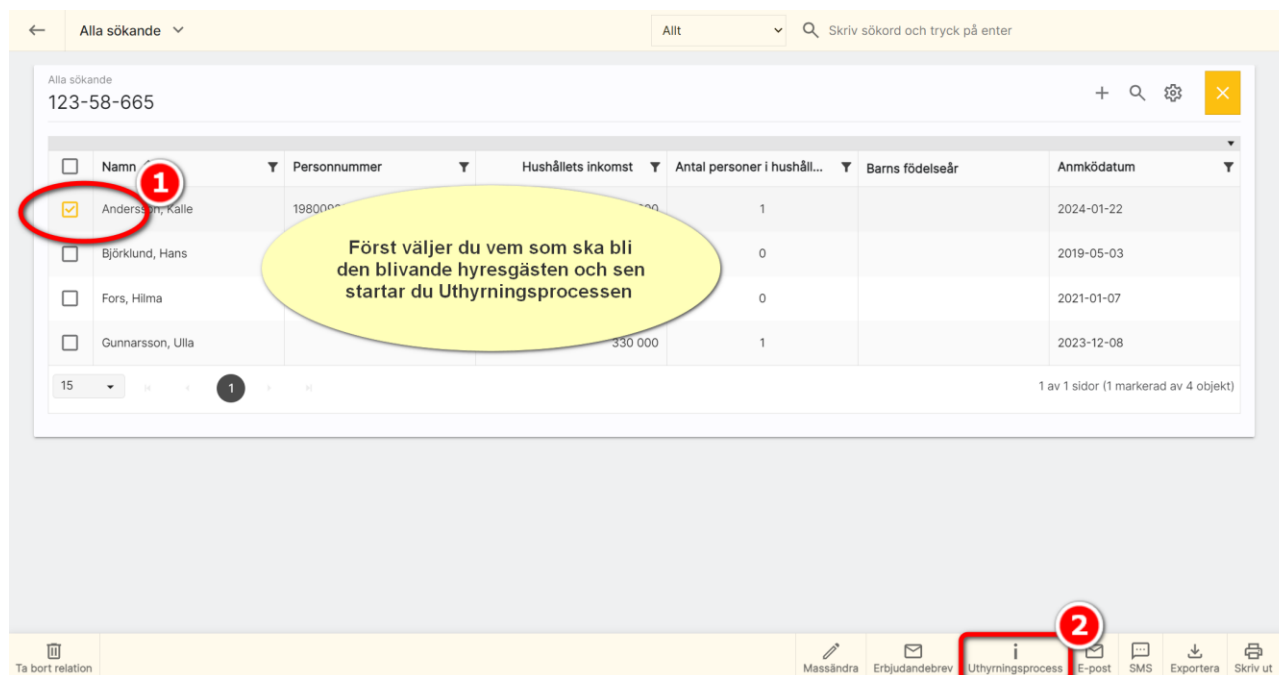 Alla sökande
Allt
Skriv sökord och tryck på enter
Alla sökande
123-58-665
Namn
Personnummer
Hushållets inkomst
Antal personer i hushåll...
Barns födelseår
Anmködatum
1
Andersson, Kalle
1
2024-01-22
Björklund, Hans
0
2019-05-03
Fors, Hilma
0
2021-01-07
Gunnarsson, Ulla
330 000
1
2023-12-08
Först väljer du vem som ska bli
den blivande hyresgästen och sen
startar du Uthyrningsprocessen
15
1
1 av 1 sidor (1 markerad av 4 objekt)
2
Ta bort relation
Massändra
Erbjudandebrev
Uthyrningsprocess
E-post
SMS
Exportera
Skriv ut